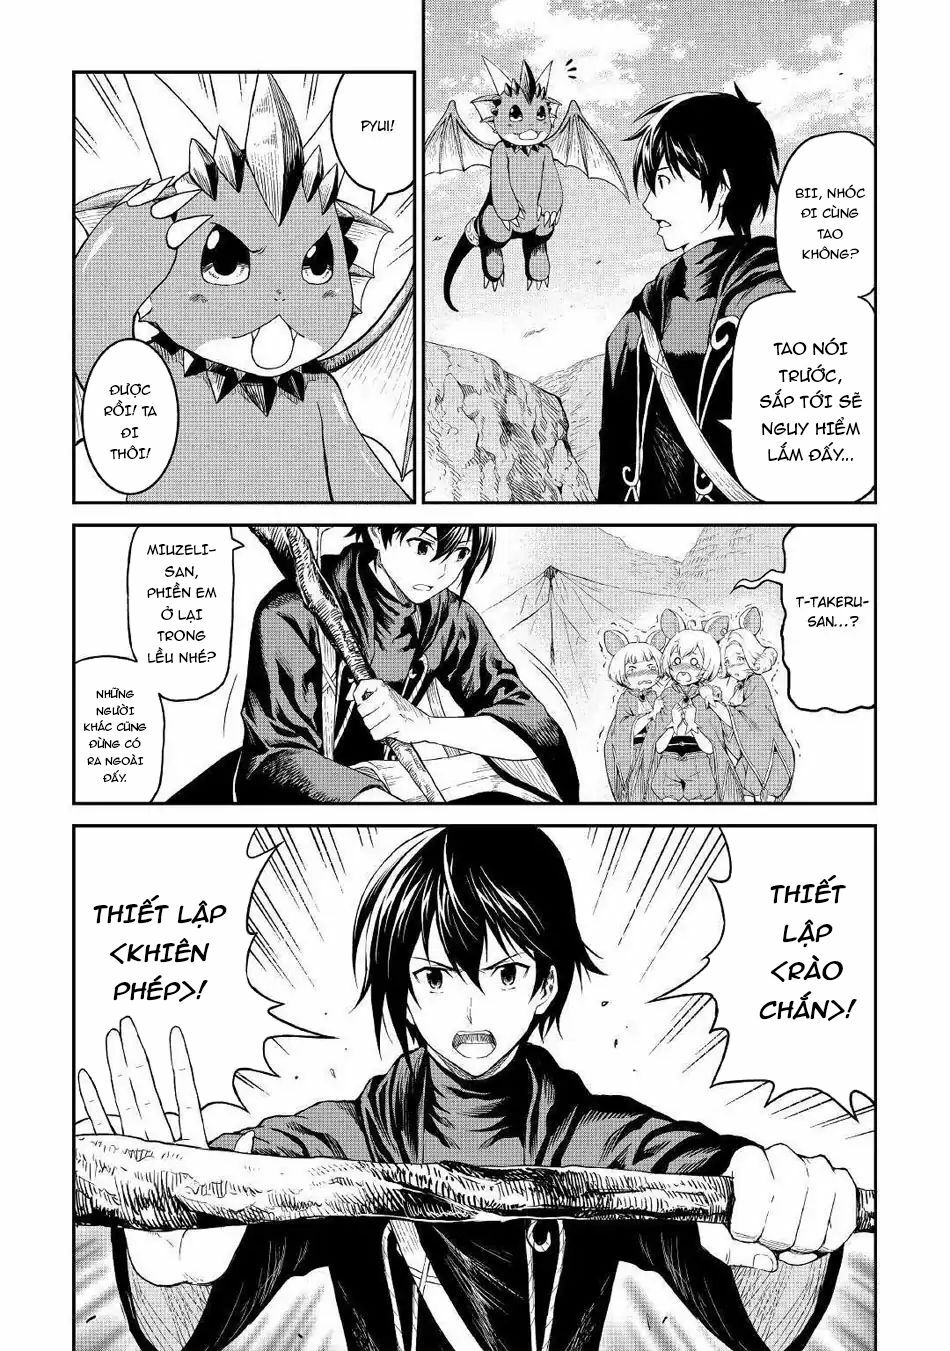 BII, NHÓC
ĐI CÙNG
TAO
KHÔNG?
TAO NÓI
TRƯỚC,
SẮP TỚI SẼ
NGUY HIỂM
LẮM ĐẤY...
PYUI!
ĐƯỢC
RỒI! TA
ĐI
THÔI!
T-TAKERU-
SAN...?
MIUZELI-
SAN,
PHIỀN EM
Ở LẠI
TRONG
LỀU NHÉ?
NHỮNG
NGƯỜI
KHÁC CŨNG
ĐỪNG CÓ
RA NGOÀI
ĐẤY.
THIẾT
LẬP
<RÀO
CHẮN>!
THIẾT LẬP
<KHIÊN
PHÉP>!